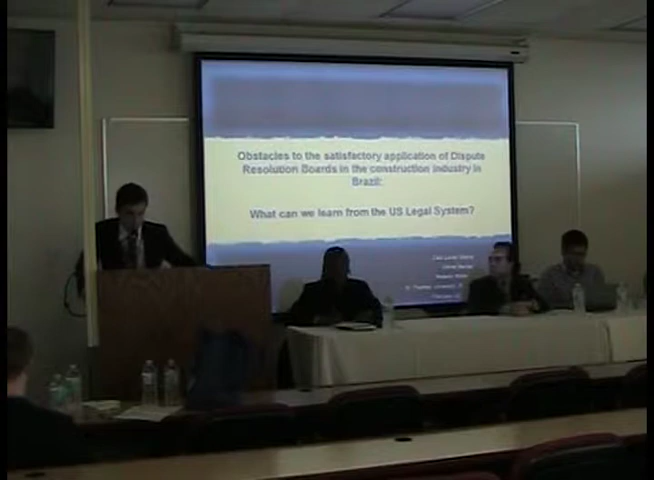 Obstacles to the satisfactory application of Dispute
Resolution Boards in the construction industry in
Brazil:
What can we learn from the US Legal System?